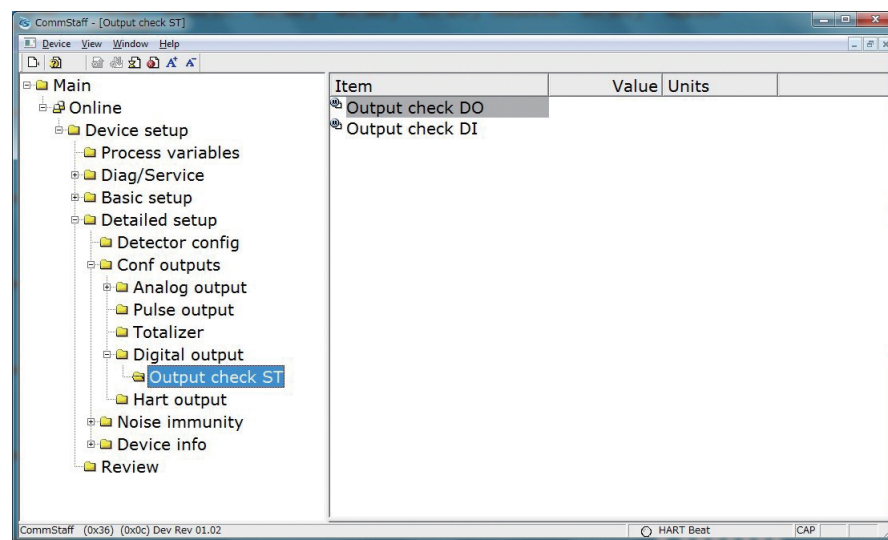 CommStaff - [Output check ST]
Device View Window Help
Main
Online
Device setup
Process variables
Diag/Service
Basic setup
Detailed setup
Detector config
Conf outputs
Analog output
Pulse output
Totalizer
Digital output
Output check ST
Hart output
Noise immunity
Device info
Review
Item Value Units
Output check DO
Output check DI
CommStaff (0x36) (0x0c) Dev Rev 01.02 HART Beat CAP